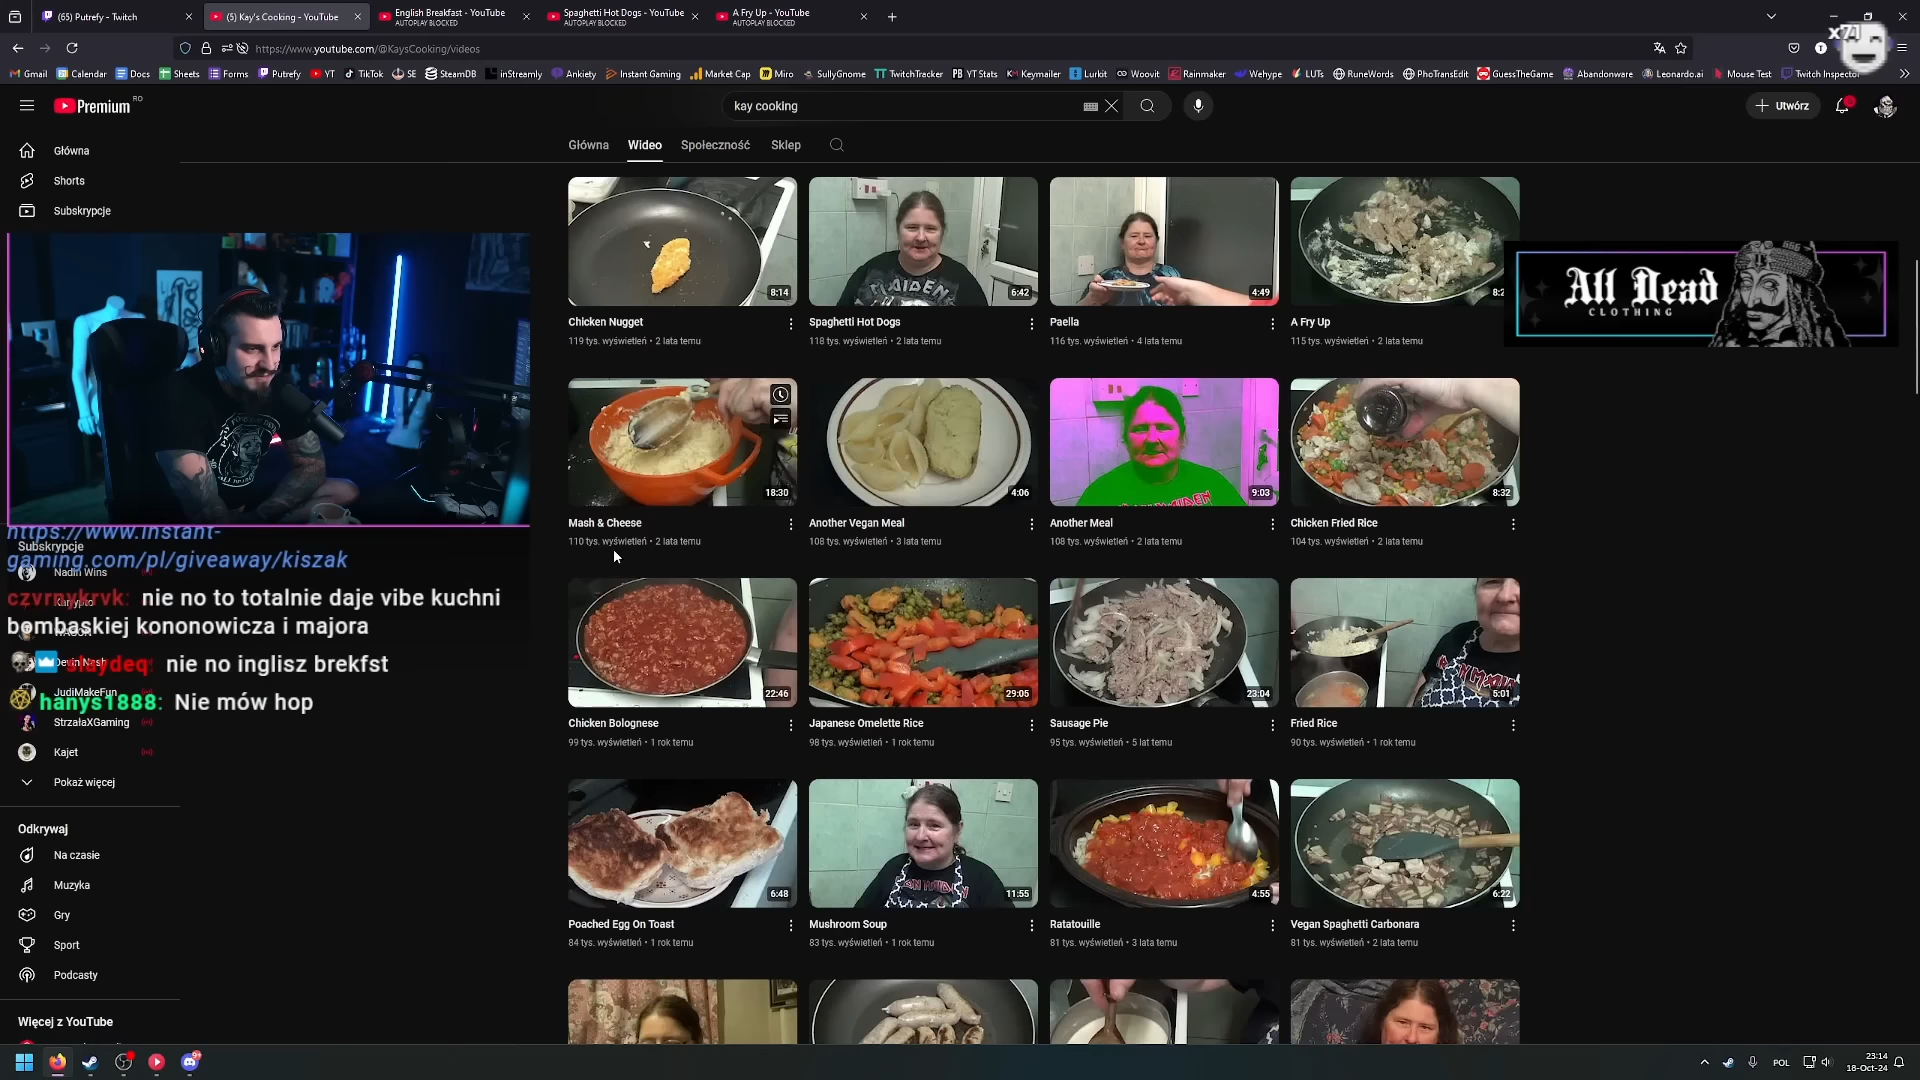 (65) Putrefy - Twitch
(5) Kay's Cooking - YouTube
English Breakfast - YouTube
AUTOPLAY BLOCKED
Spaghetti Hot Dogs - YouTube
AUTOPLAY BLOCKED
A Fry Up - YouTube
AUTOPLAY BLOCKED
https://www.youtube.com/@KaysCooking/videos
x71
Gmail
Calendar
Docs
Sheets
Forms
Putrefy
YT
TikTok
SE
SteamDB
inStreamly
Ankiety
Instant Gaming
Market Cap
Miro
SullyGnome
TwitchTracker
YT Stats
Keymailer
Lurkit
Woovit
Rainmaker
Wehype
LUTs
RuneWords
PhoTransEdit
GuessTheGame
Abandonware
Leonardo.ai
Mouse Test
Twitch Inspector
Premium RO
kay cooking
Utwórz
Główna
Shorts
Subskrypcje
Główna
Wideo
Społeczność
Sklep
8:14
6:42
4:49
Chicken Nugget
119 tys. wyświetleń • 2 lata temu
Spaghetti Hot Dogs
118 tys. wyświetleń • 2 lata temu
Paella
116 tys. wyświetleń • 4 lata temu
A Fry Up
115 tys. wyświetleń • 2 lata temu
All Dead
CLOTHING
18:30
4:06
9:03
8:32
Mash & Cheese
110 tys. wyświetleń • 2 lata temu
Another Vegan Meal
108 tys. wyświetleń • 3 lata temu
Another Meal
108 tys. wyświetleń • 2 lata temu
Chicken Fried Rice
104 tys. wyświetleń • 2 lata temu
https://www.instant-
gaming.com/pl/giveaway/kiszak
Subskrypcje
Nadin Wins
czvrnykrvk: nie no to totalnie daje vibe kuchni
bombaskiej kononowicza i majora
Devin Nash
slaydeq: nie no inglisz brekfst
JudiMakeFun
hanys1888: Nie mów hop
StrzałaXGaming
Kajet
Pokaż więcej
22:46
29:05
23:04
5:01
Chicken Bolognese
99 tys. wyświetleń • 1 rok temu
Japanese Omelette Rice
98 tys. wyświetleń • 1 rok temu
Sausage Pie
95 tys. wyświetleń • 5 lat temu
Fried Rice
90 tys. wyświetleń • 1 rok temu
Odkrywaj
Na czasie
Muzyka
Gry
Sport
Podcasty
Więcej z YouTube
6:48
11:55
4:55
6:22
Poached Egg On Toast
84 tys. wyświetleń • 1 rok temu
Mushroom Soup
83 tys. wyświetleń • 1 rok temu
Ratatouille
81 tys. wyświetleń • 3 lata temu
Vegan Spaghetti Carbonara
81 tys. wyświetleń • 2 lata temu
POL
23:14
18-Oct-24